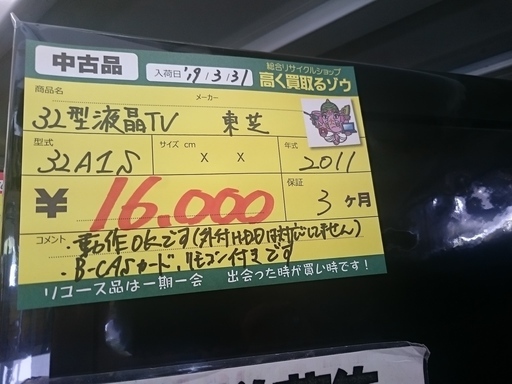 中古品
入荷日 '19/3/31
総合リサイクルショップ
高く買取るゾウ
商品名
メーカー
32型液晶TV 東芝
型式 サイズ cm 年式
32A1S × × 2011
¥16.000
保証
3ヶ月
コメント
・動作OKです(外付HDDは対応してません)
・B-CASカード、リモコン付きです
リユース品は一期一会 出会った時が買い時です!